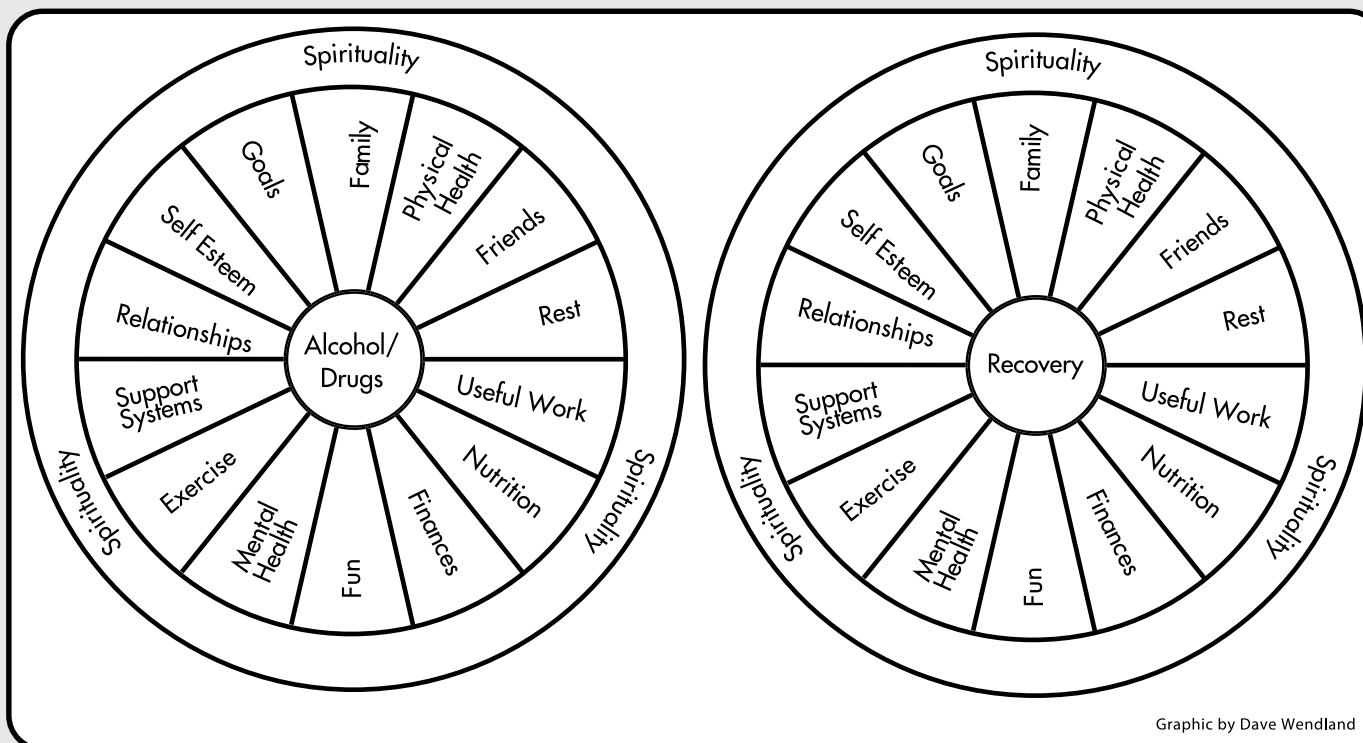 Spirituality
Goals
Family
Physical
Health
Friends
Rest
Useful Work
Nutrition
Finances
Fun
Mental
Health
Exercise
Support
Systems
Relationships
Self Esteem
Alcohol/
Drugs
Spirituality
Spirituality
Spirituality
Goals
Family
Physical
Health
Friends
Rest
Useful Work
Nutrition
Finances
Fun
Mental
Health
Exercise
Support
Systems
Relationships
Self Esteem
Recovery
Spirituality
Spirituality
Graphic by Dave Wendland